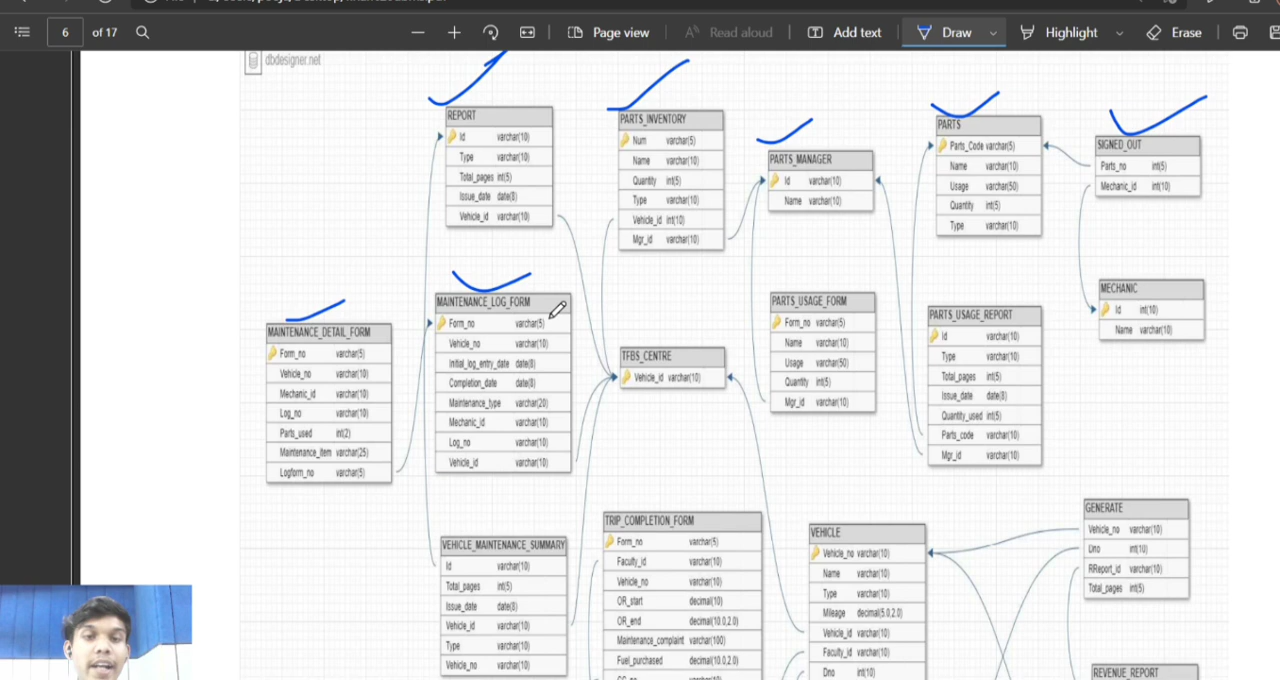 6 of 17
Page view
Read aloud
Add text
Draw
Highlight
Erase
dbdesigner.net
REPORT
Id varchar(10)
Type varchar(10)
Total_pages int(5)
Issue_date date(8)
Vehicle_id varchar(10)
PARTS_INVENTORY
Num varchar(5)
Name varchar(10)
Quantity int(5)
Type varchar(10)
Vehicle_id int(10)
Mgr_id varchar(10)
PARTS_MANAGER
Id varchar(10)
Name varchar(10)
PARTS
Parts_Code varchar(5)
Name varchar(10)
Usage varchar(50)
Quantity int(5)
Type varchar(10)
SIGNED_OUT
Parts_no int(5)
Mechanic_id int(10)
MAINTENANCE_DETAIL_FORM
Form_no varchar(5)
Vehicle_no varchar(10)
Mechanic_id varchar(10)
Log_no varchar(10)
Parts_used int(2)
Maintenance_item varchar(25)
Logform_no varchar(5)
MAINTENANCE_LOG_FORM
Form_no varchar(5)
Vehicle_no varchar(10)
Initial_log_entry_date date(8)
Completion_date date(8)
Maintenance_type varchar(20)
Mechanic_id varchar(10)
Log_no varchar(10)
Vehicle_id varchar(10)
TFBS_CENTRE
Vehicle_id varchar(10)
PARTS_USAGE_FORM
Form_no varchar(5)
Name varchar(10)
Usage varchar(50)
Quantity int(5)
Mgr_id varchar(10)
PARTS_USAGE_REPORT
Id varchar(10)
Type varchar(10)
Total_pages int(5)
Issue_date date(8)
Quantity_used int(5)
Parts_code varchar(10)
Mgr_id varchar(10)
MECHANIC
Id int(10)
Name varchar(10)
VEHICLE_MAINTENANCE_SUMMARY
Id varchar(10)
Total_pages int(5)
Issue_date date(8)
Vehicle_id varchar(10)
Type varchar(10)
Vehicle_no varchar(10)
TRIP_COMPLETION_FORM
Form_no varchar(5)
Faculty_id varchar(10)
Vehicle_no varchar(10)
OR_start decimal(10)
OR_end decimal(10.0,2.0)
Maintenance_complaint varchar(100)
Fuel_purchased decimal(10.0,2.0)
VEHICLE
Vehicle_no varchar(10)
Name varchar(10)
Type varchar(10)
Mileage decimal(5.0,2.0)
Vehicle_id varchar(10)
Faculty_id varchar(10)
Dno int(10)
GENERATE
Vehicle_no varchar(10)
Dno int(10)
RReport_id varchar(10)
Total_pages int(5)
REVENUE_REPORT